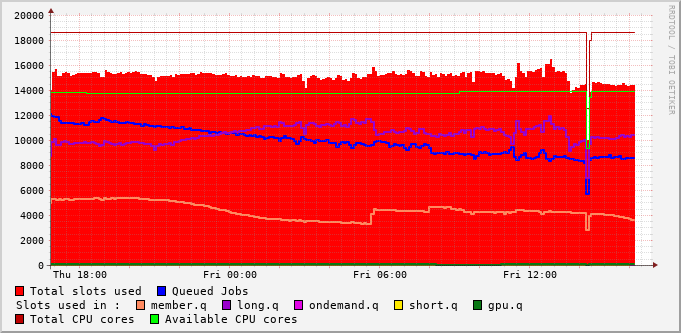 20000
18000
16000
14000
12000
10000
8000
6000
4000
2000
0
Thu 18:00 Fri 00:00 Fri 06:00 Fri 12:00
RRDTOOL / TOBI OETIKER
Total slots used Queued Jobs
Slots used in : member.q long.q ondemand.q short.q gpu.q
Total CPU cores Available CPU cores